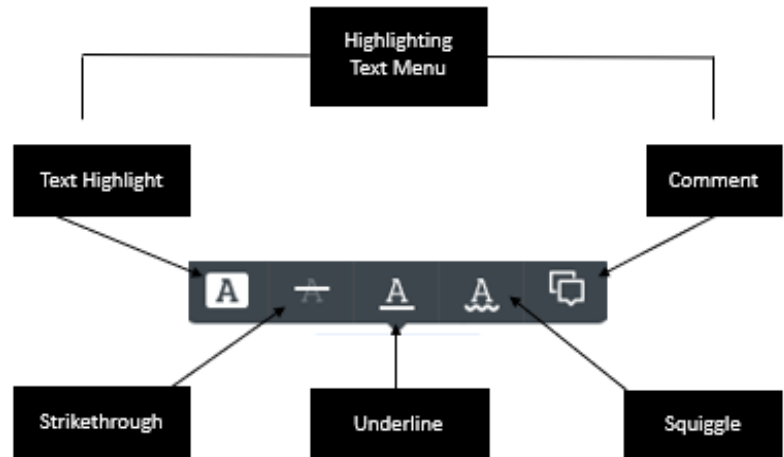 Highlighting
Text Menu
Text Highlight
Comment
A A A A
Strikethrough
Underline
Squiggle